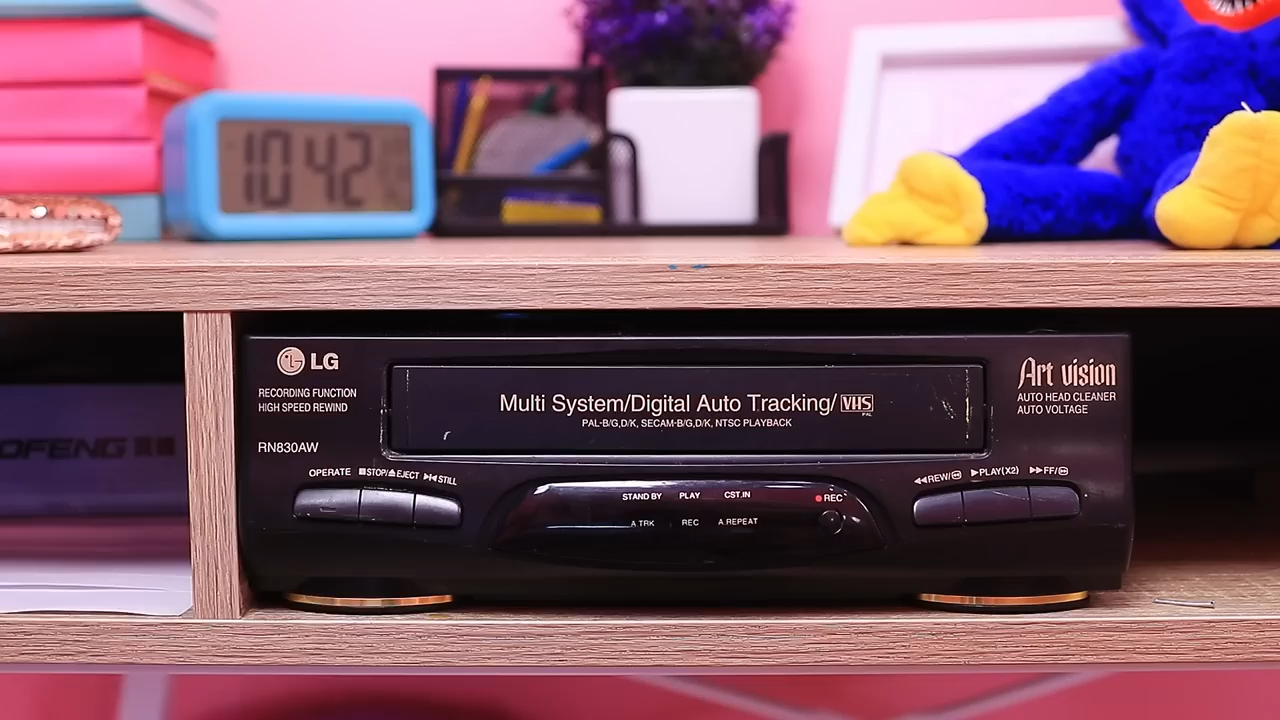 10 42
LG
RECORDING FUNCTION
HIGH SPEED REWIND
RN830AW
Multi System/Digital Auto Tracking/VHS
PAL
PAL-B/G,D/K, SECAM-B/G,D/K, NTSC PLAYBACK
Art vision
AUTO HEAD CLEANER
AUTO VOLTAGE
OPERATE ■STOP/⏏EJECT ▶▮◀STILL
STAND BY PLAY CST.IN ●REC
A.TRK REC A.REPEAT
◀◀REW/ ▶PLAY(X2) ▶▶FF/
OFENG